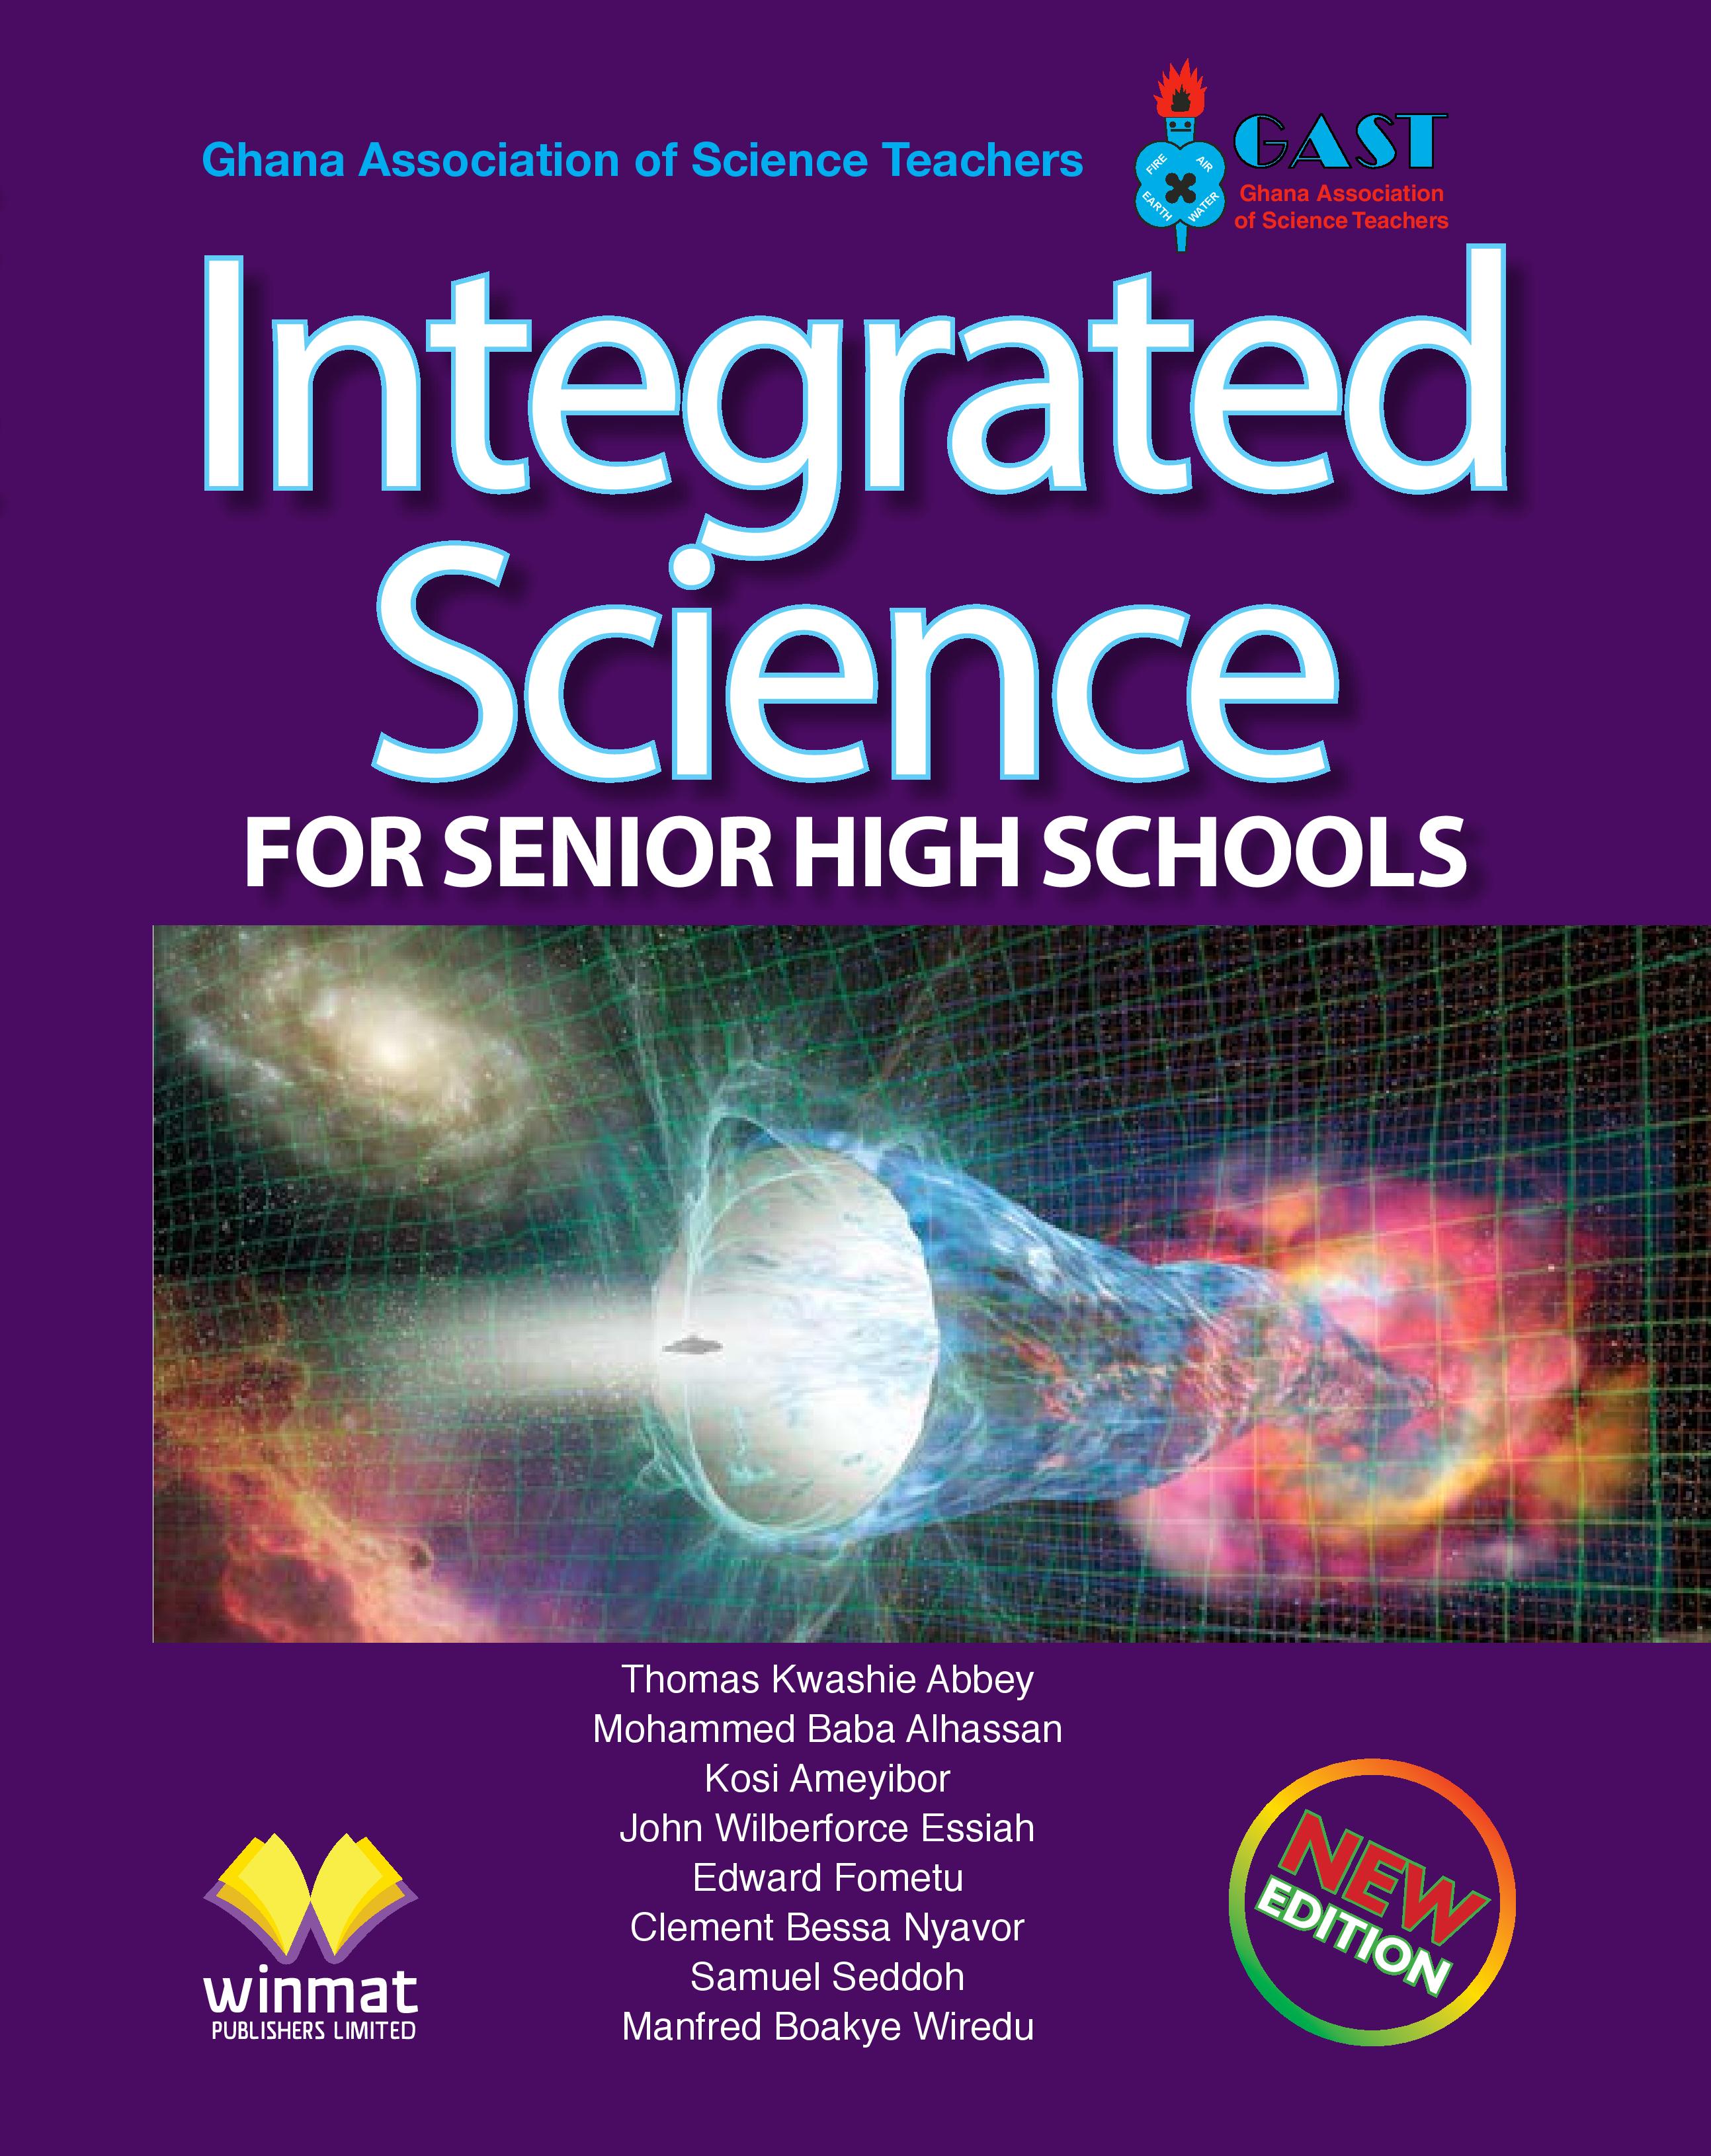 Ghana Association of Science Teachers
FIRE
AIR
EARTH
WATER
GAST
Ghana Association
of Science Teachers
Integrated
Science
FOR SENIOR HIGH SCHOOLS
Thomas Kwashie Abbey
Mohammed Baba Alhassan
Kosi Ameyibor
John Wilberforce Essiah
Edward Fometu
Clement Bessa Nyavor
Samuel Seddoh
Manfred Boakye Wiredu
winmat
PUBLISHERS LIMITED
NEW
EDITION